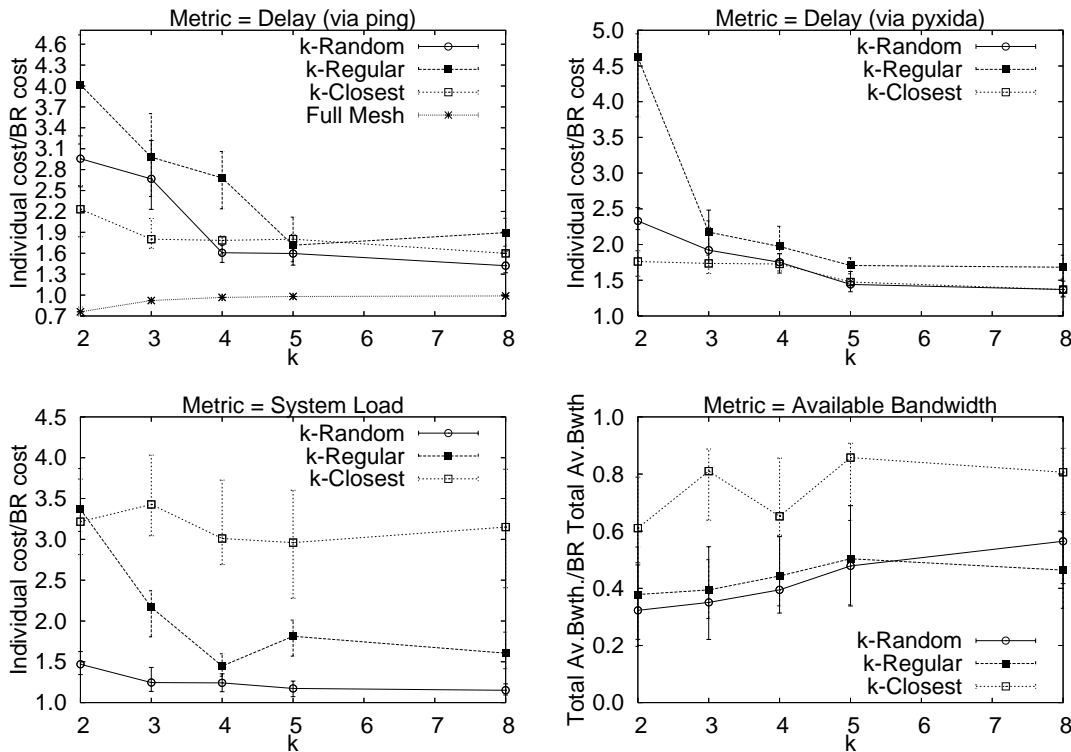 Metric = Delay (via ping)
Individual cost/BR cost
4.6
4.3
4.0
3.7
3.4
3.1
2.8
2.5
2.2
1.9
1.6
1.3
1.0
0.7
k-Random
k-Regular
k-Closest
Full Mesh
2 3 4 5 6 7 8
k
Metric = Delay (via pyxida)
Individual cost/BR cost
5.0
4.5
4.0
3.5
3.0
2.5
2.0
1.5
1.0
k-Random
k-Regular
k-Closest
2 3 4 5 6 7 8
k
Metric = System Load
Individual cost/BR cost
4.5
4.0
3.5
3.0
2.5
2.0
1.5
1.0
k-Random
k-Regular
k-Closest
2 3 4 5 6 7 8
k
Metric = Available Bandwidth
Total Av.Bwth./BR Total Av.Bwth
1.0
0.8
0.6
0.4
0.2
0.0
k-Random
k-Regular
k-Closest
2 3 4 5 6 7 8
k